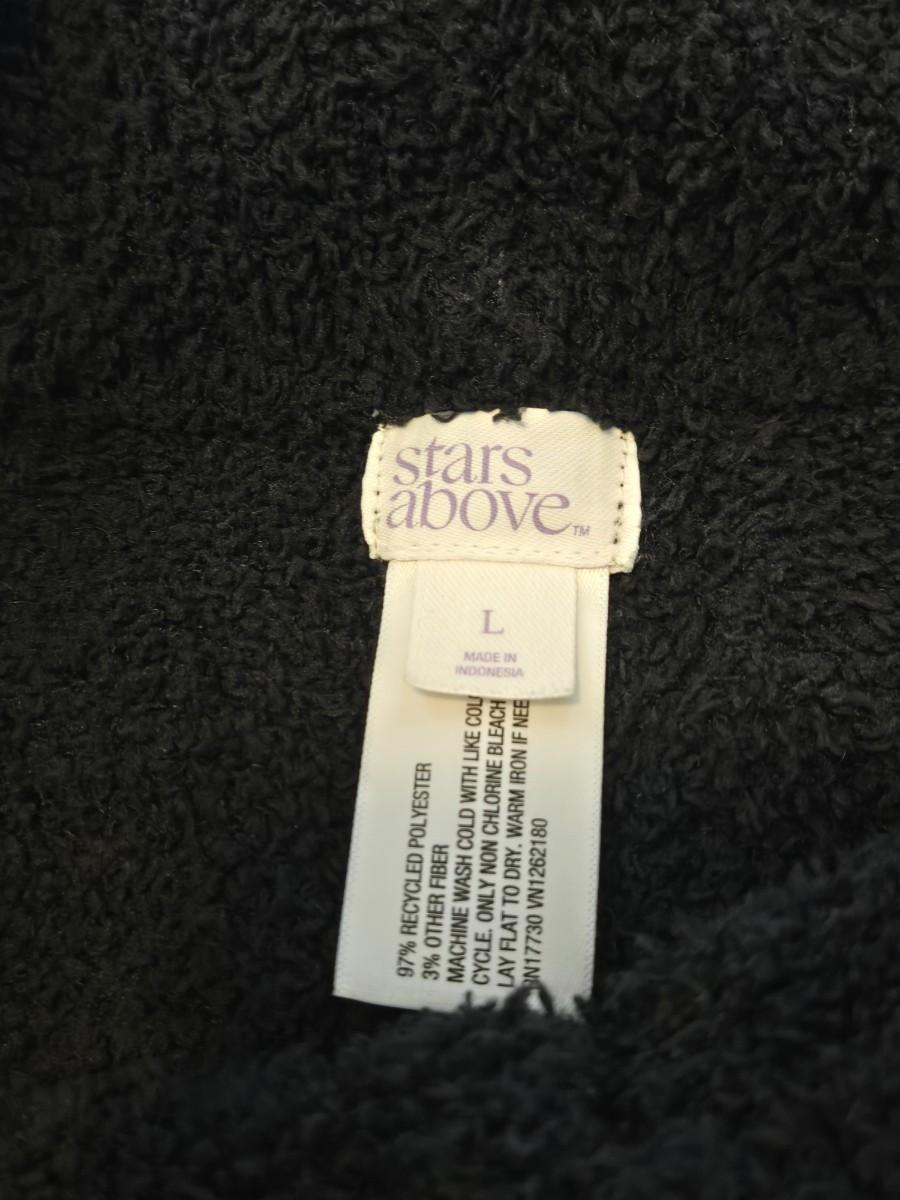 stars
above™
L
MADE IN
INDONESIA
97% RECYCLED POLYESTER
3% OTHER FIBER
MACHINE WASH COLD WITH LIKE
CYCLE. ONLY NON CHLORINE BLEACH
LAY FLAT TO DRY. WARM IRON IF
RN17730 VN1262180